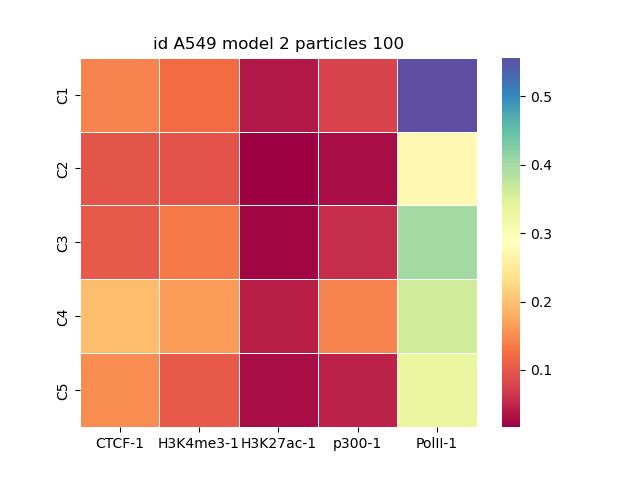 id A549 model 2 particles 100
C1
C2
C3
C4
C5
CTCF-1 H3K4me3-1 H3K27ac-1 p300-1 PolII-1
0.5
0.4
0.3
0.2
0.1